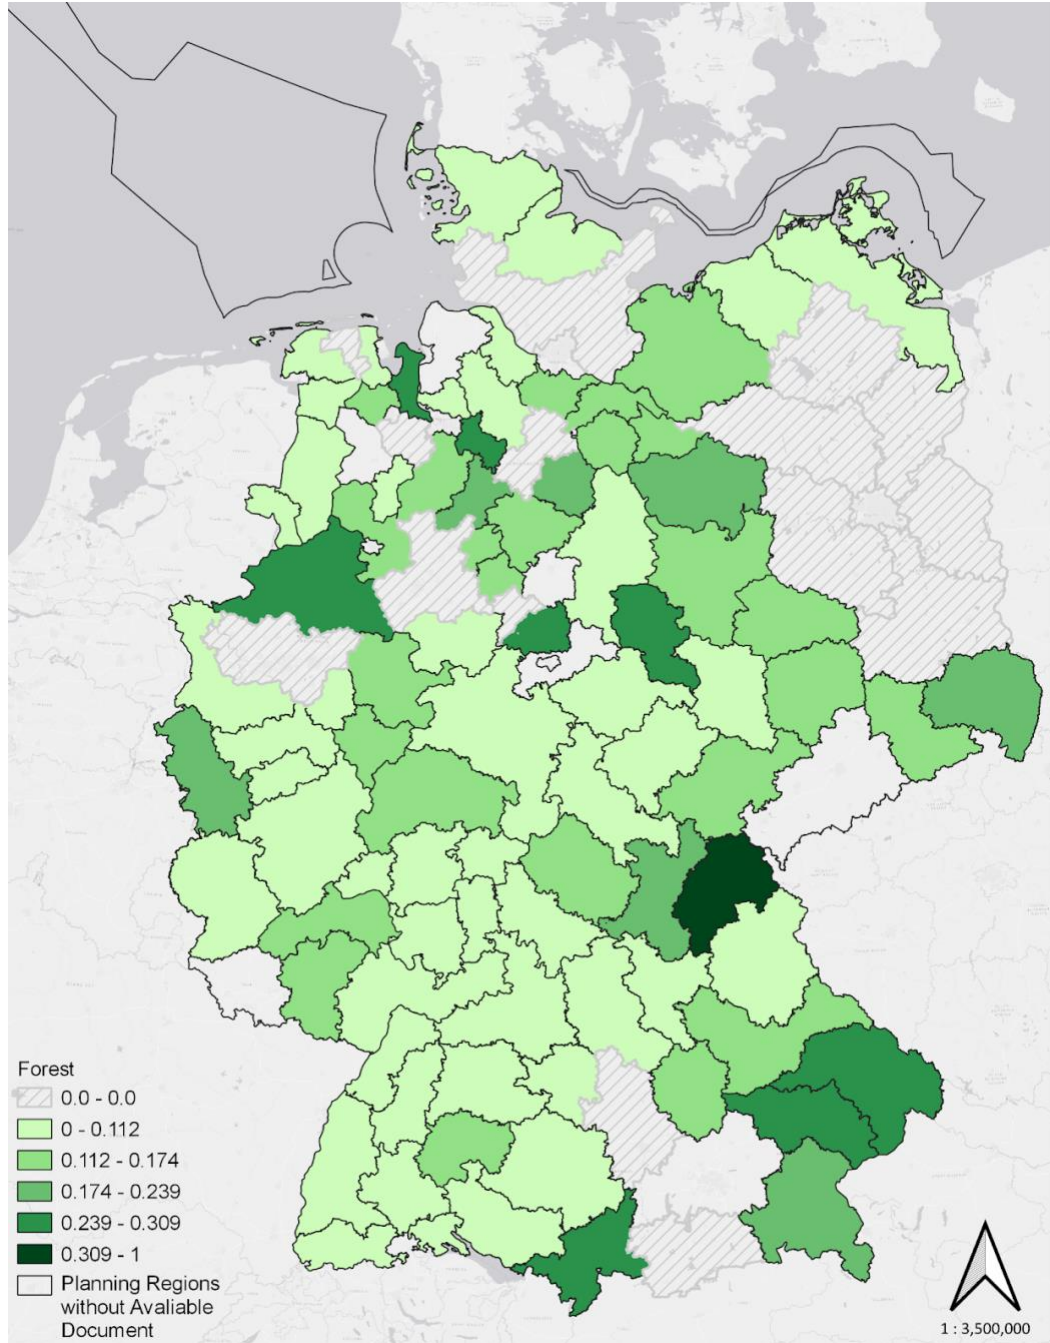 Forest
0.0 - 0.0
0 - 0.112
0.112 - 0.174
0.174 - 0.239
0.239 - 0.309
0.309 - 1
Planning Regions
without Avaliable
Document
1 : 3,500,000